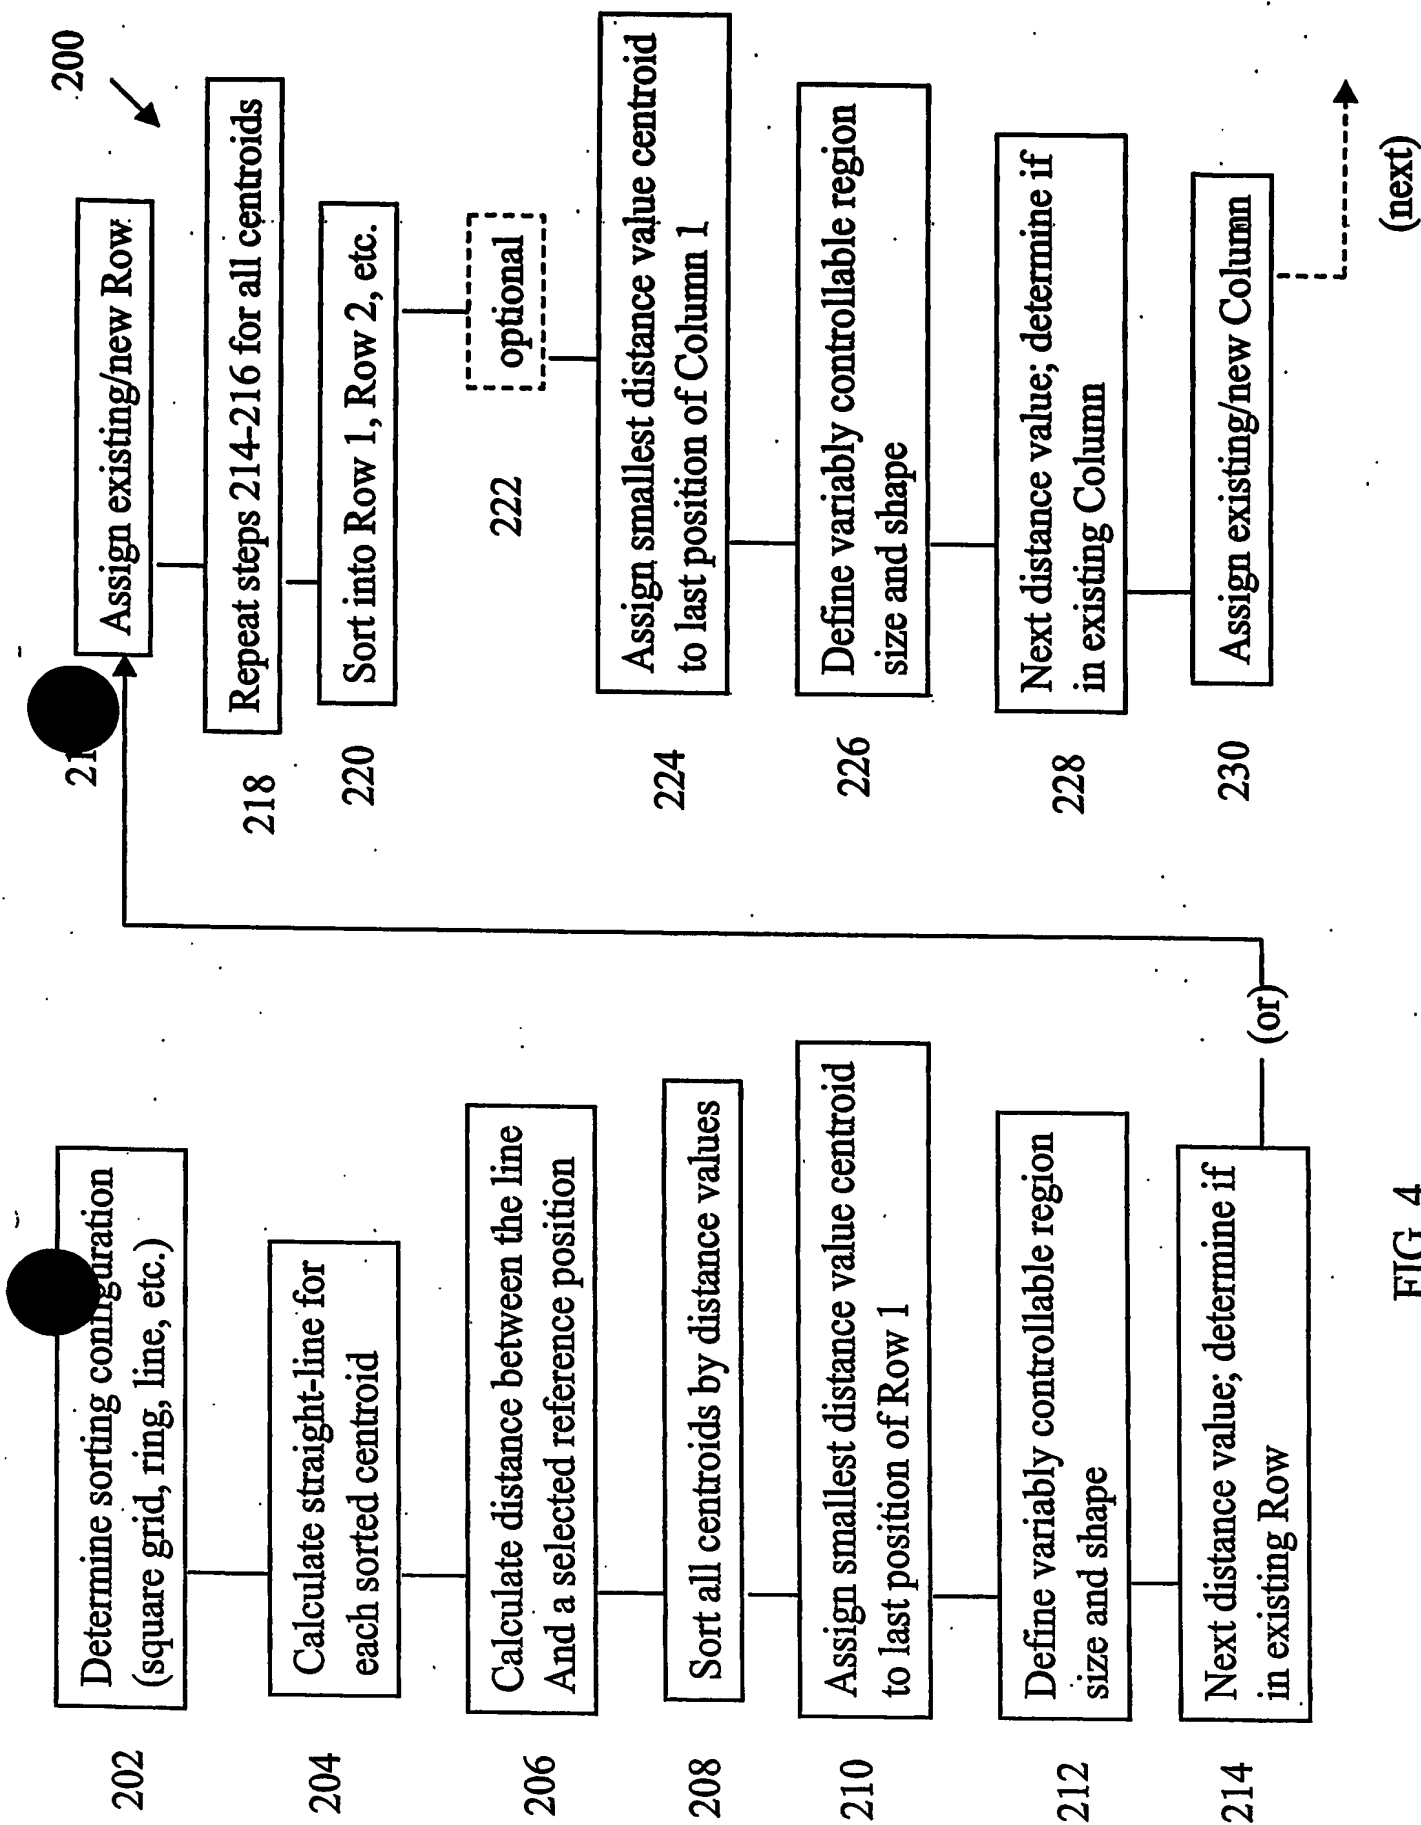 200
202
Determine sorting configuration
(square grid, ring, line, etc.)
204
Calculate straight-line for
each sorted centroid
206
Calculate distance between the line
And a selected reference position
208
Sort all centroids by distance values
210
Assign smallest distance value centroid
to last position of Row 1
212
Define variably controllable region
size and shape
214
Next distance value; determine if
in existing Row
(or)
21
Assign existing/new Row
218
Repeat steps 214-216 for all centroids
220
Sort into Row 1, Row 2, etc.
222
optional
224
Assign smallest distance value centroid
to last position of Column 1
226
Define variably controllable region
size and shape
228
Next distance value; determine if
in existing Column
230
Assign existing/new Column
(next)
FIG. 4